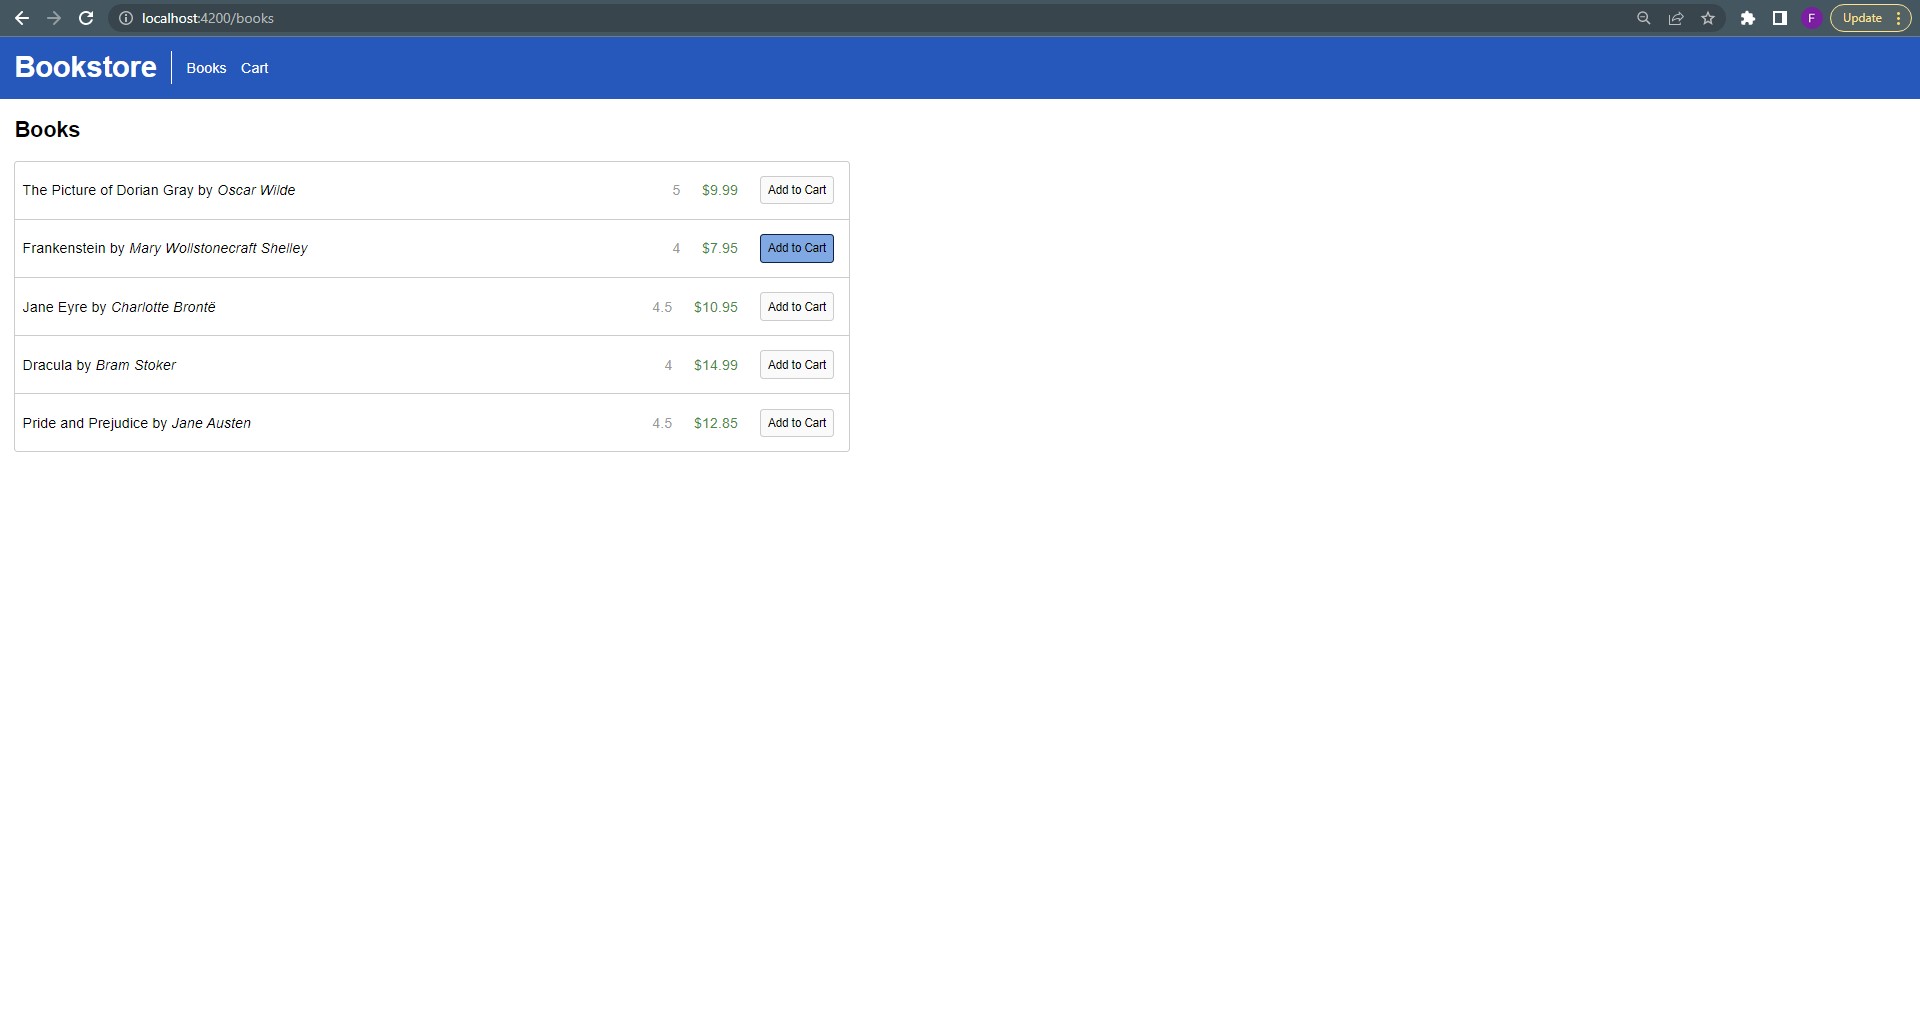 localhost:4200/books
F
Update
Bookstore
Books Cart
Books
The Picture of Dorian Gray by Oscar Wilde 5 $9.99 Add to Cart
Frankenstein by Mary Wollstonecraft Shelley 4 $7.95 Add to Cart
Jane Eyre by Charlotte Brontë 4.5 $10.95 Add to Cart
Dracula by Bram Stoker 4 $14.99 Add to Cart
Pride and Prejudice by Jane Austen 4.5 $12.85 Add to Cart